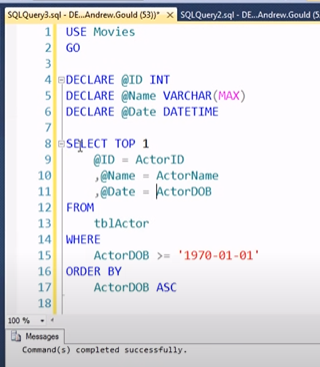 SQLQuery3.sql - DE...Andrew.Gould (53))* × SQLQuery2.sql - DE...Andrew.Gould (5
1 USE Movies
2 GO
3
4 DECLARE @ID INT
5 DECLARE @Name VARCHAR(MAX)
6 DECLARE @Date DATETIME
7
8 SELECT TOP 1
9 @ID = ActorID
10 ,@Name = ActorName
11 ,@Date = ActorDOB
12 FROM
13 tblActor
14 WHERE
15 ActorDOB >= '1970-01-01'
16 ORDER BY
17 ActorDOB ASC
18
100 %
Messages
Command(s) completed successfully.